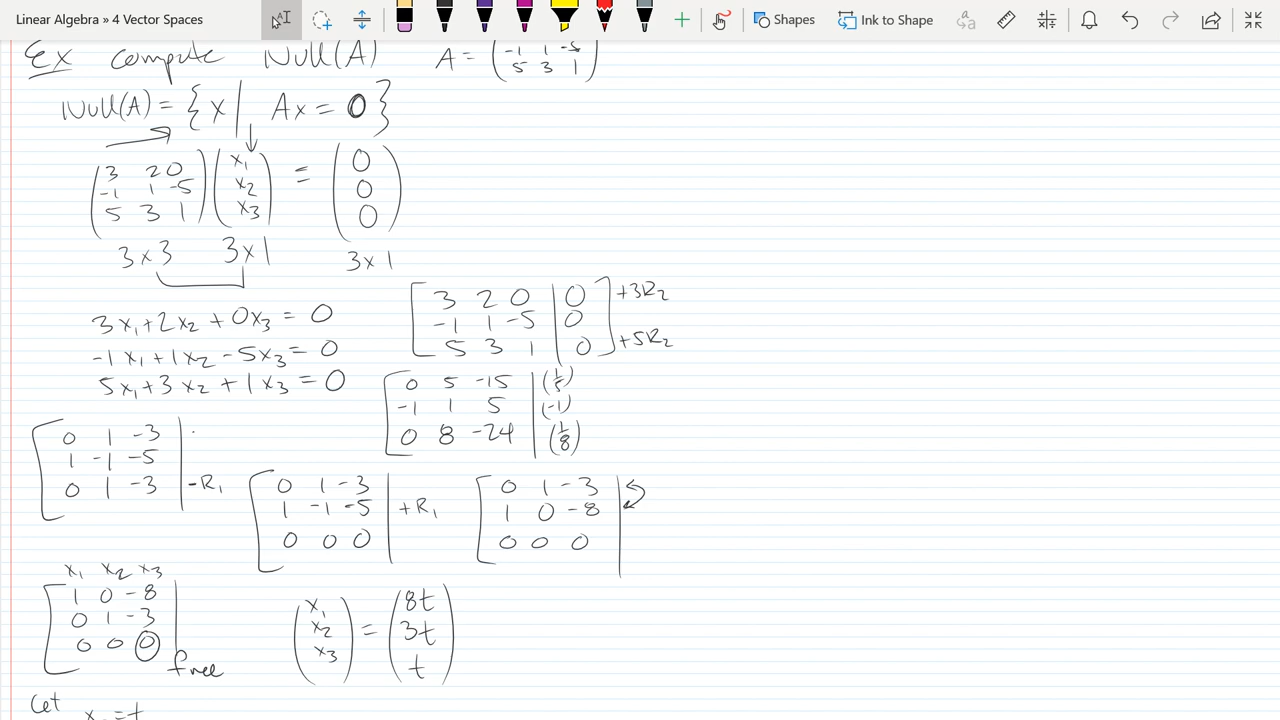 Linear Algebra » 4 Vector Spaces
Shapes
Ink to Shape
Ex compute Null(A) A = ( -1 1 -5
5 3 1 )
Null(A) = { x | Ax = 0 }
( 3 2 0 ) ( x₁ ) = ( 0 )
( -1 1 -5 ) ( x₂ ) ( 0 )
( 5 3 1 ) ( x₃ ) ( 0 )
3 x 3 3 x 1 3 x 1
3x₁ + 2x₂ + 0x₃ = 0
-1x₁ + 1x₂ - 5x₃ = 0
5x₁ + 3x₂ + 1x₃ = 0
[ 3 2 0 | 0 ] +3R₂
[ -1 1 -5 | 0 ]
[ 5 3 1 | 0 ] +5R₂
[ 0 5 -15 | (1/5)
[ -1 1 5 | (-1)
[ 0 8 -24 | (1/8)
[ 0 1 -3 |
[ 1 -1 -5 |
[ 0 1 -3 | -R₁
[ 0 1 -3 |
[ 1 -1 -5 | +R₁
[ 0 0 0 |
[ 0 1 -3 |
[ 1 0 -8 |
[ 0 0 0 |
x₁ x₂ x₃
[ 1 0 -8 |
[ 0 1 -3 |
[ 0 0 0 | free
( x₁ ) = ( 8t )
( x₂ ) ( 3t )
( x₃ ) ( t )
Let
= t